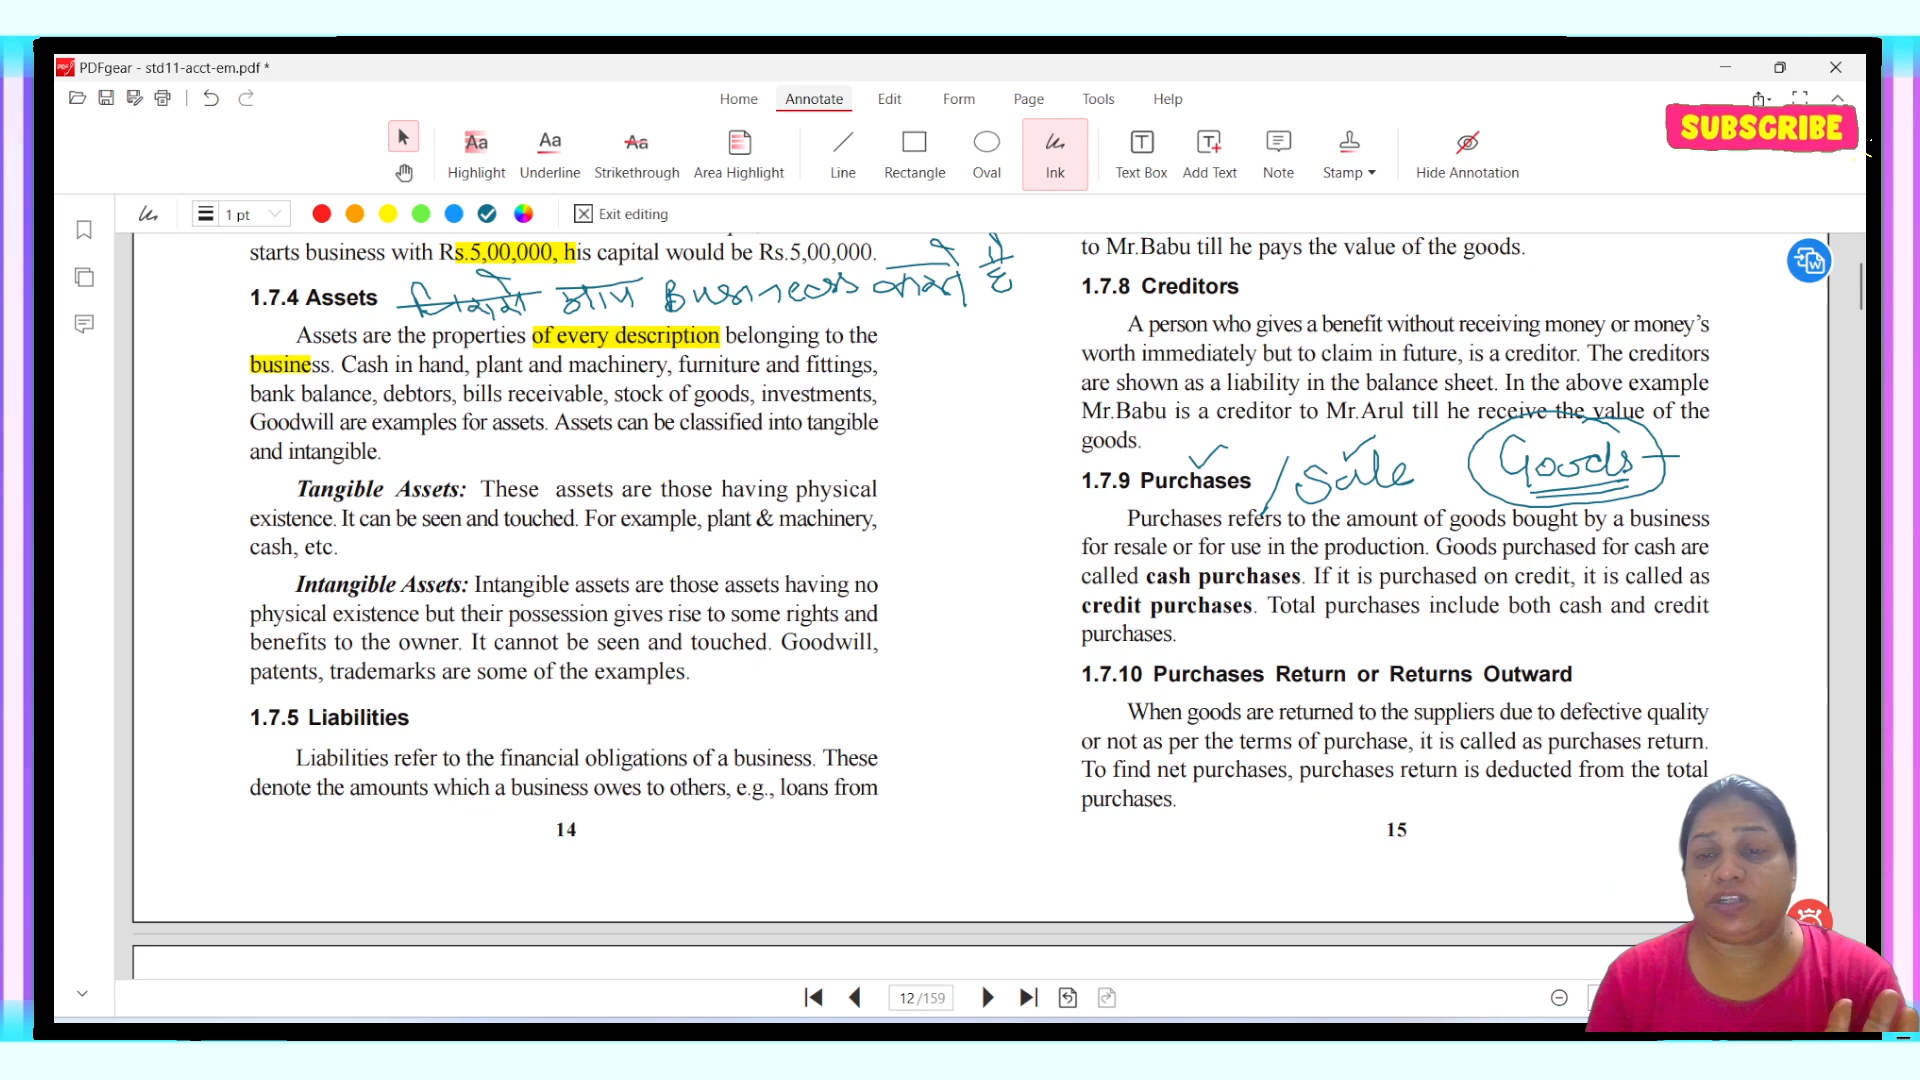 PDFgear - std11-acct-em.pdf *
Home Annotate Edit Form Page Tools Help
SUBSCRIBE
Highlight Underline Strikethrough Area Highlight Line Rectangle Oval Ink Text Box Add Text Note Stamp Hide Annotation
1 pt Exit editing
starts business with Rs.5,00,000, his capital would be Rs.5,00,000.
1.7.4 Assets
Business
Assets are the properties of every description belonging to the
business. Cash in hand, plant and machinery, furniture and fittings,
bank balance, debtors, bills receivable, stock of goods, investments,
Goodwill are examples for assets. Assets can be classified into tangible
and intangible.
Tangible Assets: These assets are those having physical
existence. It can be seen and touched. For example, plant & machinery,
cash, etc.
Intangible Assets: Intangible assets are those assets having no
physical existence but their possession gives rise to some rights and
benefits to the owner. It cannot be seen and touched. Goodwill,
patents, trademarks are some of the examples.
1.7.5 Liabilities
Liabilities refer to the financial obligations of a business. These
denote the amounts which a business owes to others, e.g., loans from
14
to Mr.Babu till he pays the value of the goods.
1.7.8 Creditors
A person who gives a benefit without receiving money or money's
worth immediately but to claim in future, is a creditor. The creditors
are shown as a liability in the balance sheet. In the above example
Mr.Babu is a creditor to Mr.Arul till he receive the value of the
goods.
1.7.9 Purchases / Sale Goods
Purchases refers to the amount of goods bought by a business
for resale or for use in the production. Goods purchased for cash are
called cash purchases. If it is purchased on credit, it is called as
credit purchases. Total purchases include both cash and credit
purchases.
1.7.10 Purchases Return or Returns Outward
When goods are returned to the suppliers due to defective quality
or not as per the terms of purchase, it is called as purchases return.
To find net purchases, purchases return is deducted from the total
purchases.
15
12 /159